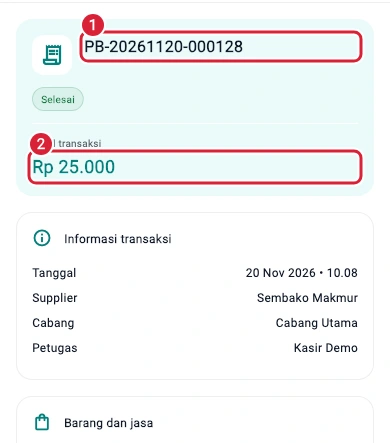 1
PB-20261120-000128
Selesai
2 transaksi
Rp 25.000
Informasi transaksi
Tanggal 20 Nov 2026 • 10.08
Supplier Sembako Makmur
Cabang Cabang Utama
Petugas Kasir Demo
Barang dan jasa